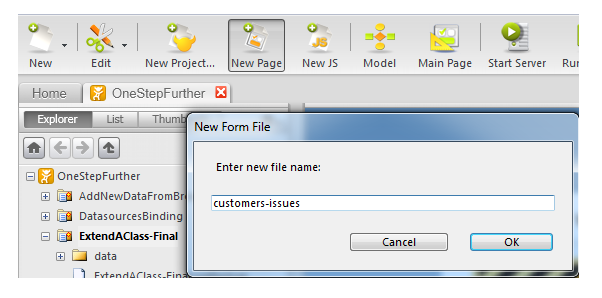 New Edit New Project... New Page New JS Model Main Page Start Server Run
Home OneStepFurther
Explorer List Thumb
New Form File
Enter new file name:
customers-issues
Cancel OK
OneStepFurther
AddNewDataFromBr
DatasourcesBinding
ExtendAClass-Final
data
ExtendAClass-Fina